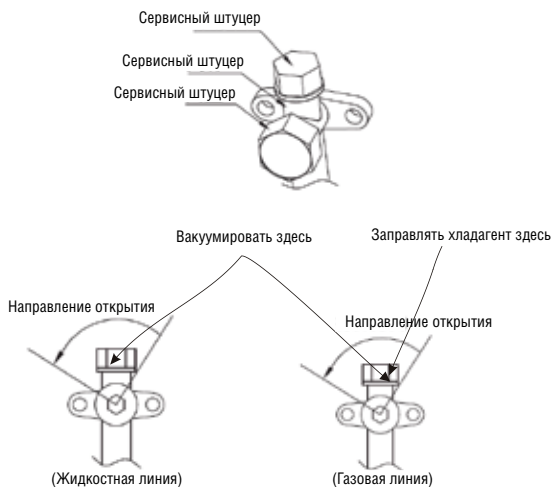 Сервисный штуцер
Сервисный штуцер
Сервисный штуцер
Вакуумировать здесь
Заправлять хладагент здесь
Направление открытия
Направление открытия
(Жидкостная линия)
(Газовая линия)